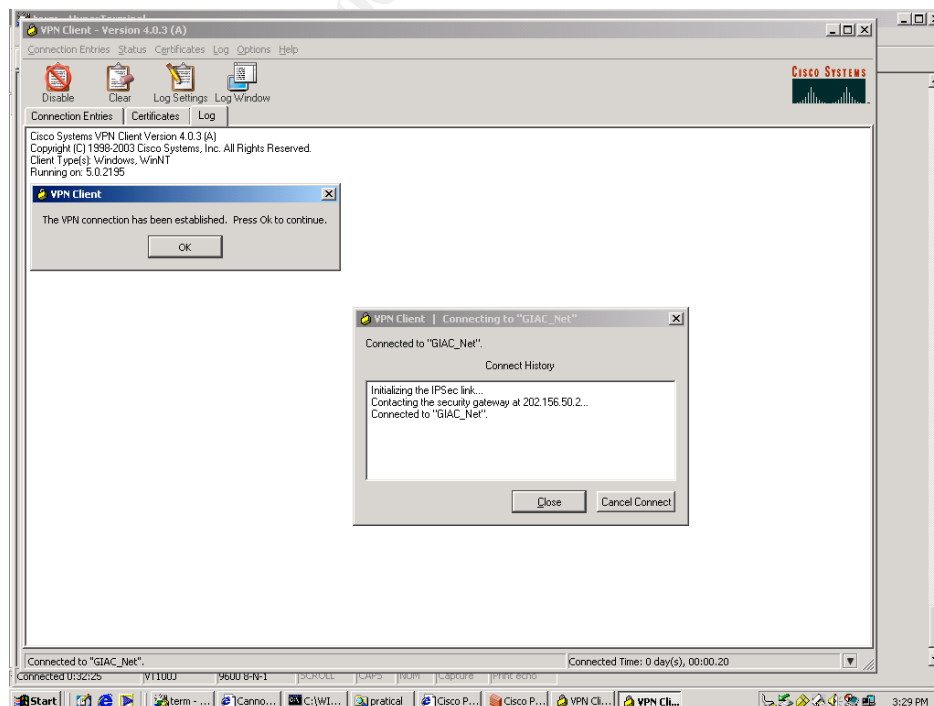 VPN Client - Version 4.0.3 (A)
Connection Entries Status Certificates Log Options Help
CISCO SYSTEMS
Disable Clear Log Settings Log Window
Connection Entries Certificates Log
Cisco Systems VPN Client Version 4.0.3 (A)
Copyright (C) 1998-2003 Cisco Systems, Inc. All Rights Reserved.
Client Type(s): Windows, WinNT
Running on: 5.0.2195
VPN Client
The VPN connection has been established. Press Ok to continue.
OK
VPN Client | Connecting to "GIAC_Net"
Connected to "GIAC_Net".
Connect History
Initializing the IPSec link...
Contacting the security gateway at 202.156.50.2...
Connected to "GIAC_Net".
Close Cancel Connect
Connected to "GIAC_Net". Connected Time: 0 day(s), 00:00.20
Connected 0:32:25 VT100J 9600 8-N-1 SCROLL CAPS NUM Capture Print echo
Start term - ... Canno... C:\WI... pratical Cisco P... Cisco P... VPN Cli... VPN Cli... 3:29 PM